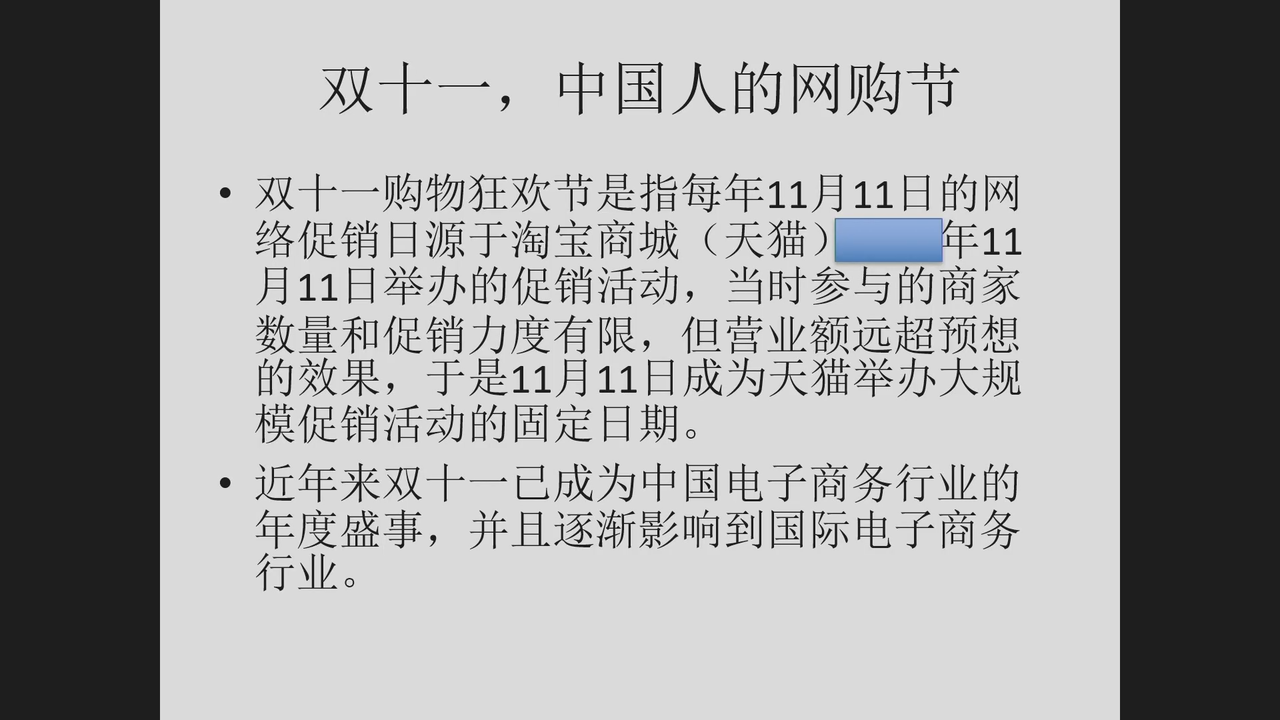 双十一，中国人的网购节
• 双十一购物狂欢节是指每年11月11日的网
络促销日源于淘宝商城（天猫）年11
月11日举办的促销活动，当时参与的商家
数量和促销力度有限，但营业额远超预想
的效果，于是11月11日成为天猫举办大规
模促销活动的固定日期。
• 近年来双十一已成为中国电子商务行业的
年度盛事，并且逐渐影响到国际电子商务
行业。